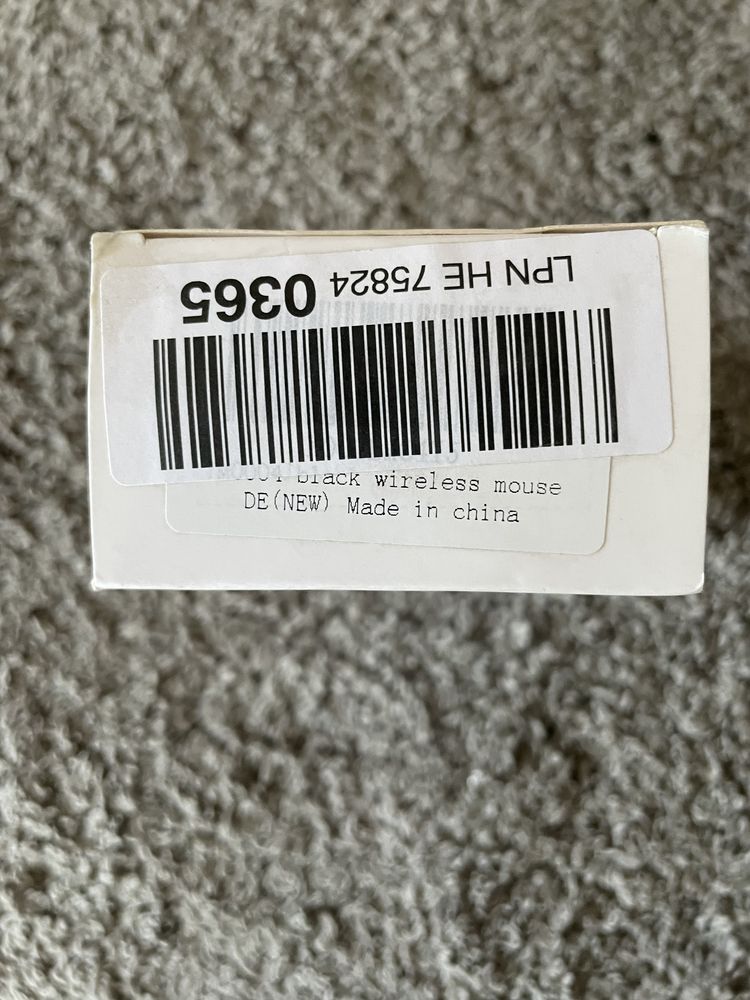 LPN HE 75824 0365
black wireless mouse
DE(NEW) Made in china